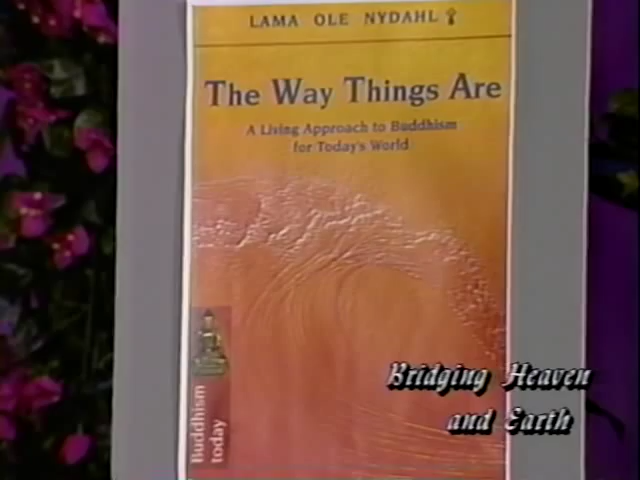 LAMA OLE NYDAHL
The Way Things Are
A Living Approach to Buddhism
for Today's World
Buddhism
today
Bridging Heaven
and Earth